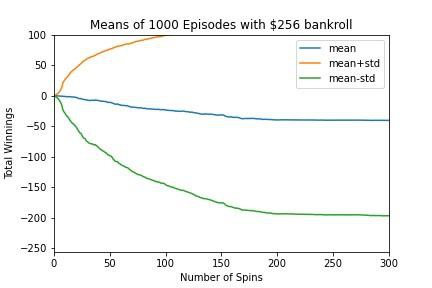 Means of 1000 Episodes with $256 bankroll
mean
mean+std
mean-std
Total Winnings
100
50
0
−50
−100
−150
−200
−250
0
50
100
150
200
250
300
Number of Spins